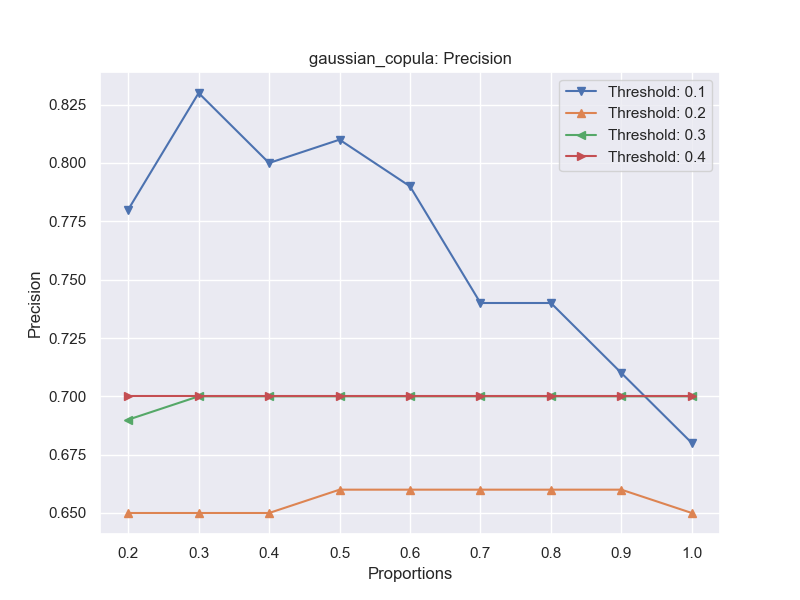 gaussian_copula: Precision
Threshold: 0.1
Threshold: 0.2
Threshold: 0.3
Threshold: 0.4
Precision
0.825
0.800
0.775
0.750
0.725
0.700
0.675
0.650
0.2 0.3 0.4 0.5 0.6 0.7 0.8 0.9 1.0
Proportions